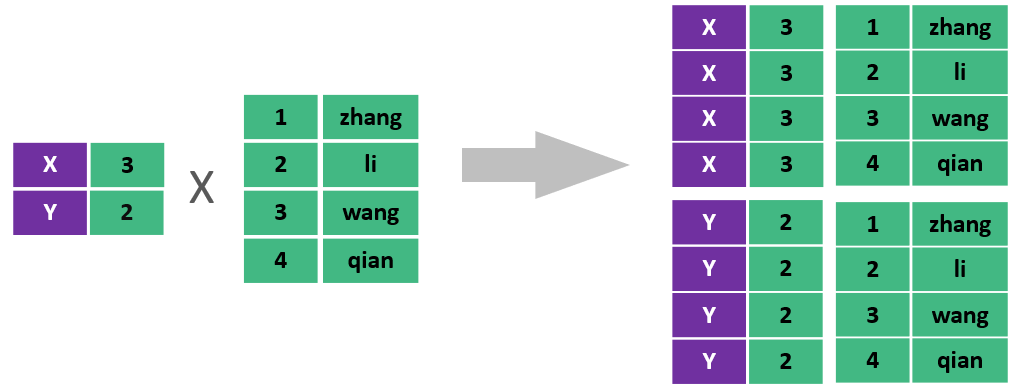 X 3
Y 2
X
1 zhang
2 li
3 wang
4 qian
X 3 1 zhang
X 3 2 li
X 3 3 wang
X 3 4 qian
Y 2 1 zhang
Y 2 2 li
Y 2 3 wang
Y 2 4 qian